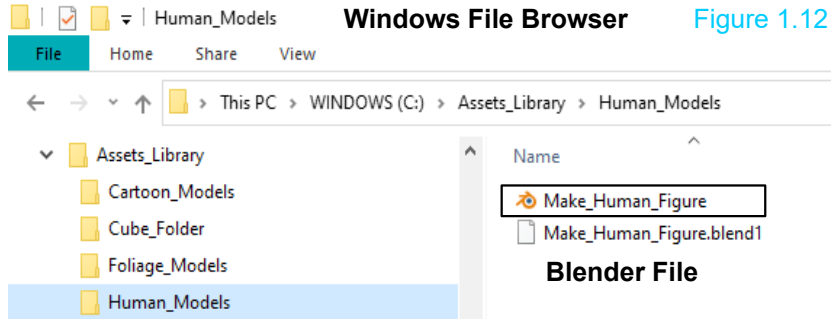 Human_Models Windows File Browser Figure 1.12
File Home Share View
This PC > WINDOWS (C:) > Assets_Library > Human_Models
Assets_Library Name
Cartoon_Models Make_Human_Figure
Cube_Folder Make_Human_Figure.blend1
Foliage_Models Blender File
Human_Models